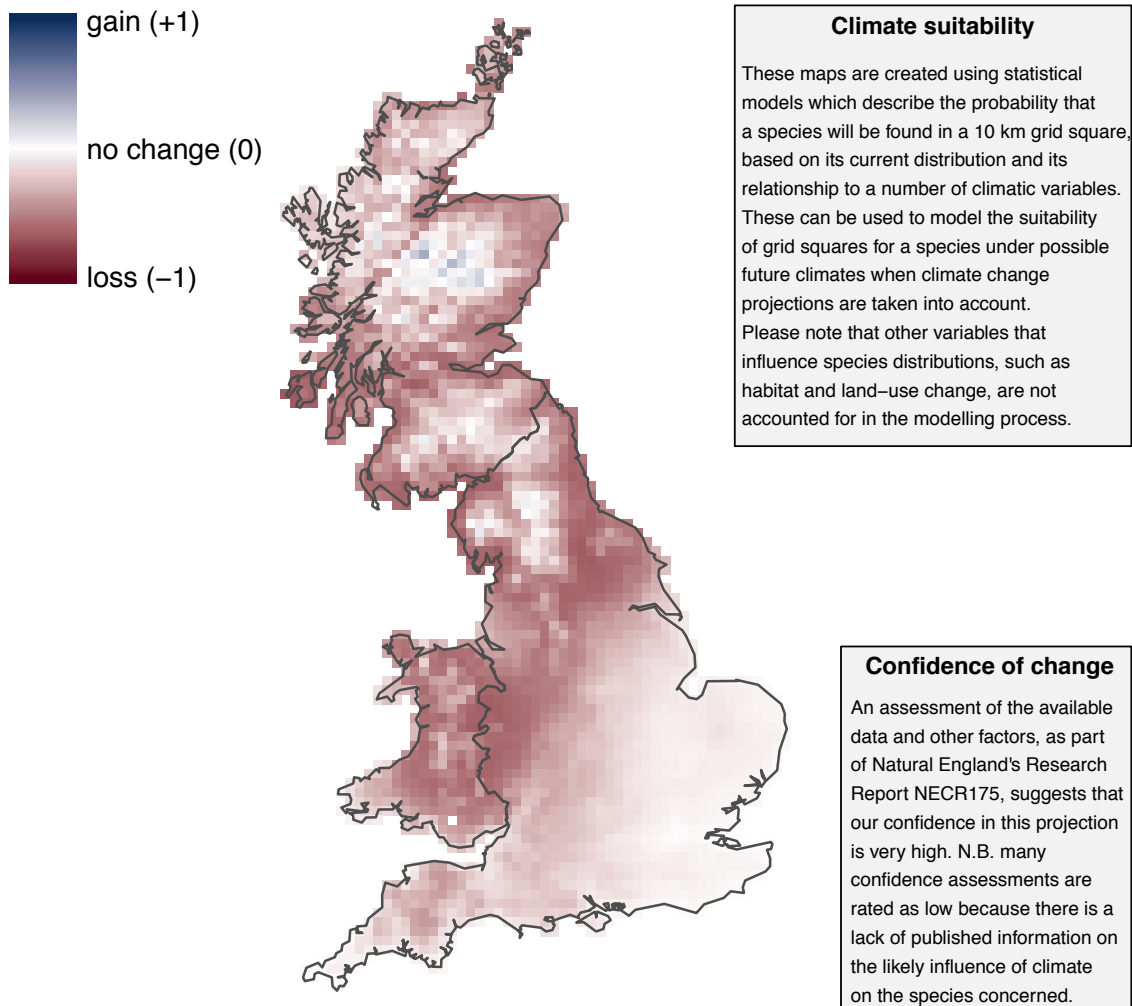 gain (+1)
no change (0)
loss (−1)
Climate suitability
These maps are created using statistical
models which describe the probability that
a species will be found in a 10 km grid square,
based on its current distribution and its
relationship to a number of climatic variables.
These can be used to model the suitability
of grid squares for a species under possible
future climates when climate change
projections are taken into account.
Please note that other variables that
influence species distributions, such as
habitat and land−use change, are not
accounted for in the modelling process.
Confidence of change
An assessment of the available
data and other factors, as part
of Natural England's Research
Report NECR175, suggests that
our confidence in this projection
is very high. N.B. many
confidence assessments are
rated as low because there is a
lack of published information on
the likely influence of climate
on the species concerned.